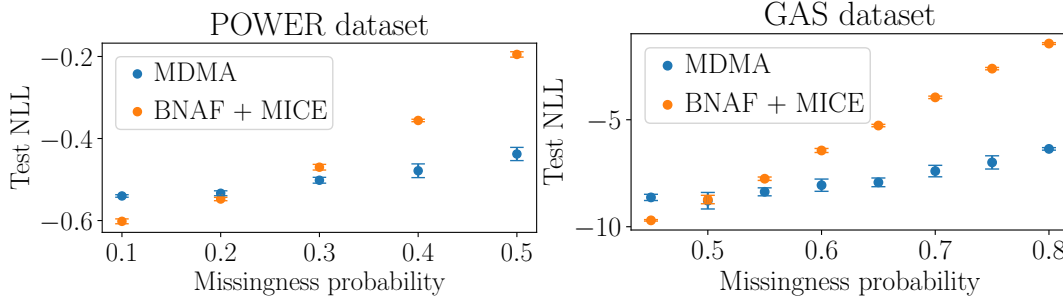 POWER dataset
Test NLL
−0.2
−0.4
−0.6
MDMA
BNAF + MICE
0.1 0.2 0.3 0.4 0.5
Missingness probability
GAS dataset
Test NLL
−5
−10
MDMA
BNAF + MICE
0.5 0.6 0.7 0.8
Missingness probability